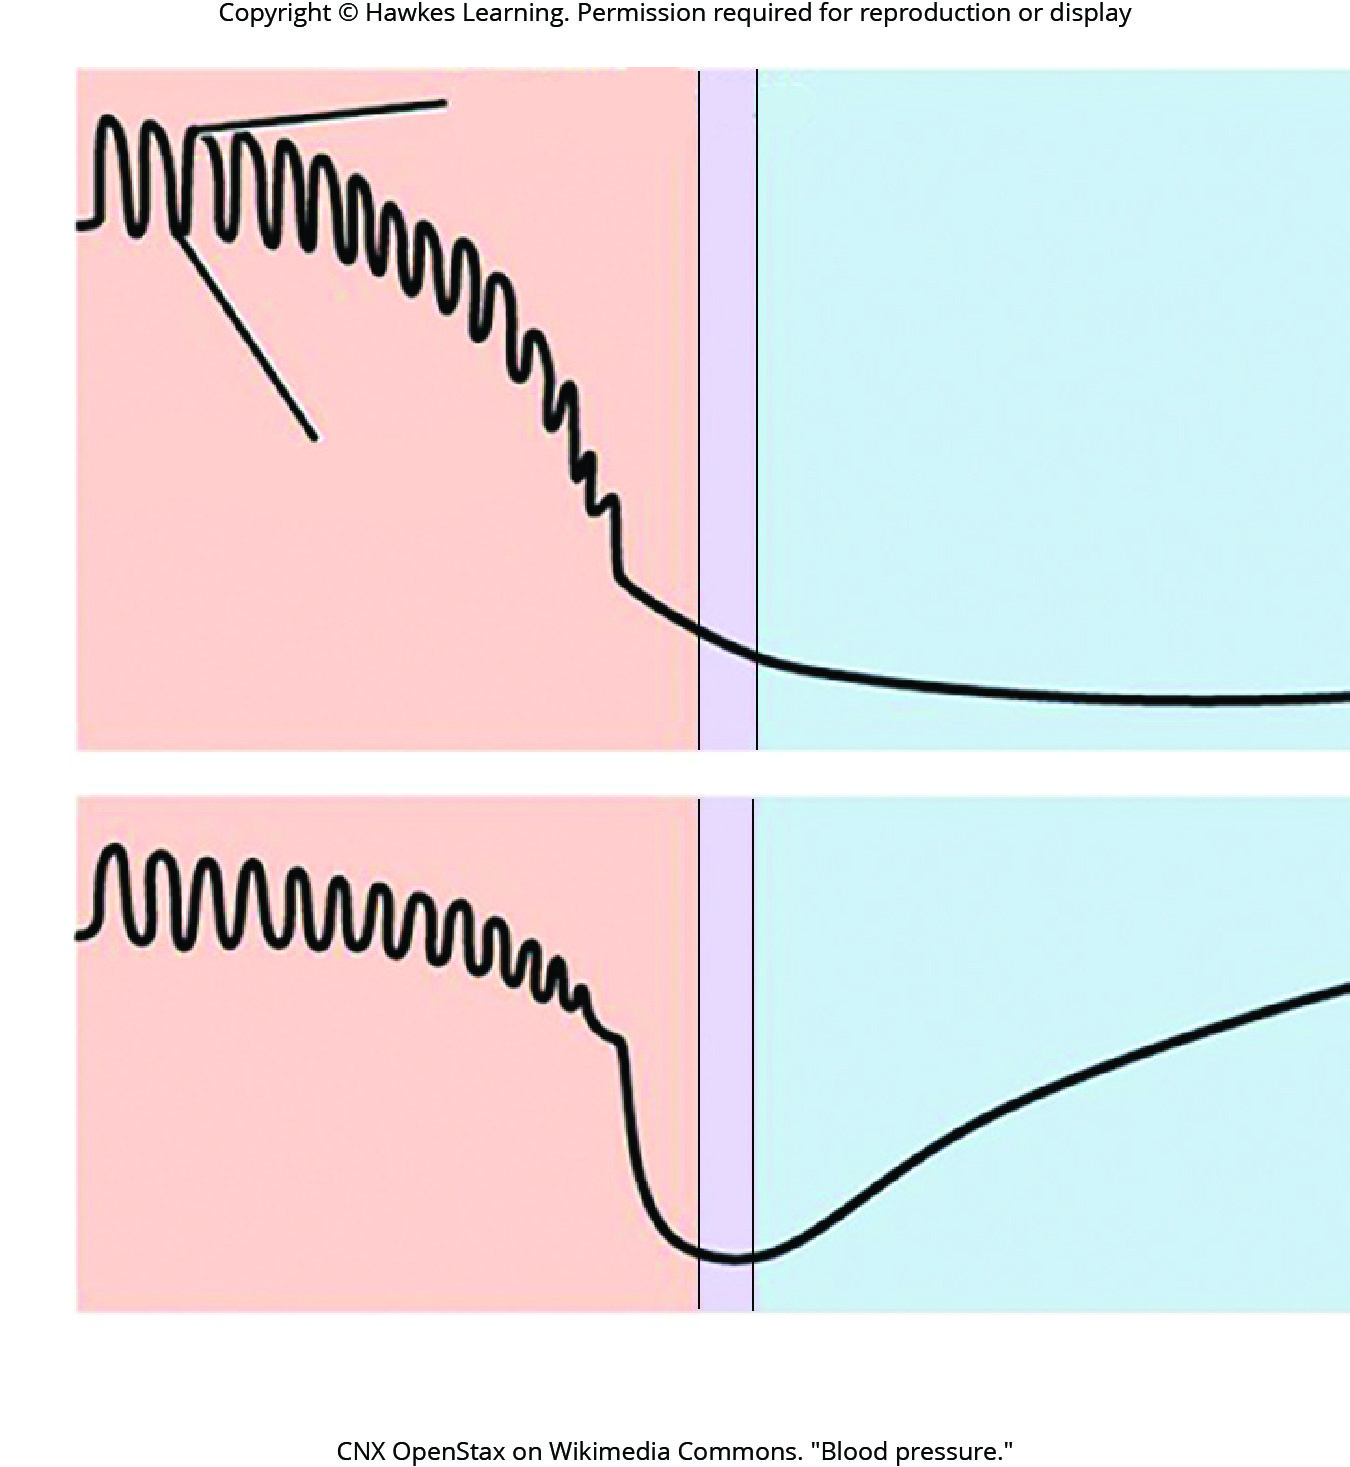 Copyright © Hawkes Learning. Permission required for reproduction or display
CNX OpenStax on Wikimedia Commons. "Blood pressure."